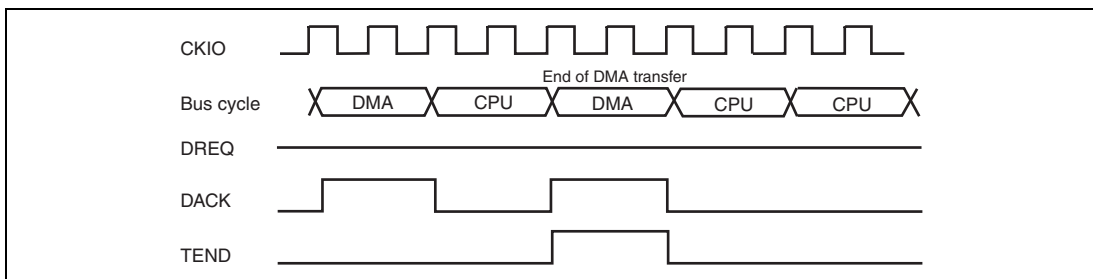 CKIO
End of DMA transfer
Bus cycle DMA CPU DMA CPU CPU
DREQ
DACK
TEND